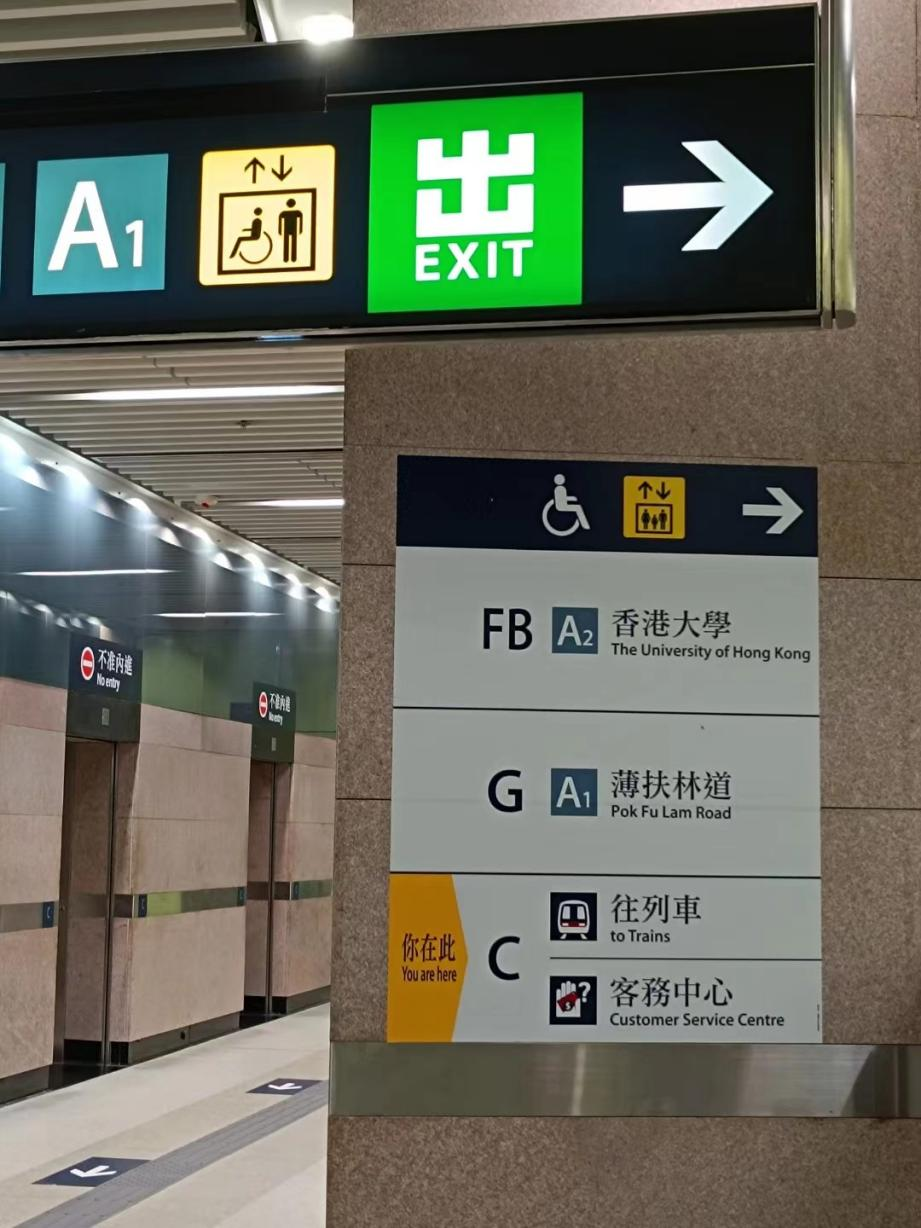 A1
出
EXIT
FB A2 香港大學
The University of Hong Kong
G A1 薄扶林道
Pok Fu Lam Road
往列車
to Trains
你在此
You are here
C
客務中心
Customer Service Centre
不准內進
No entry
不准內進
No entry
C
C
C